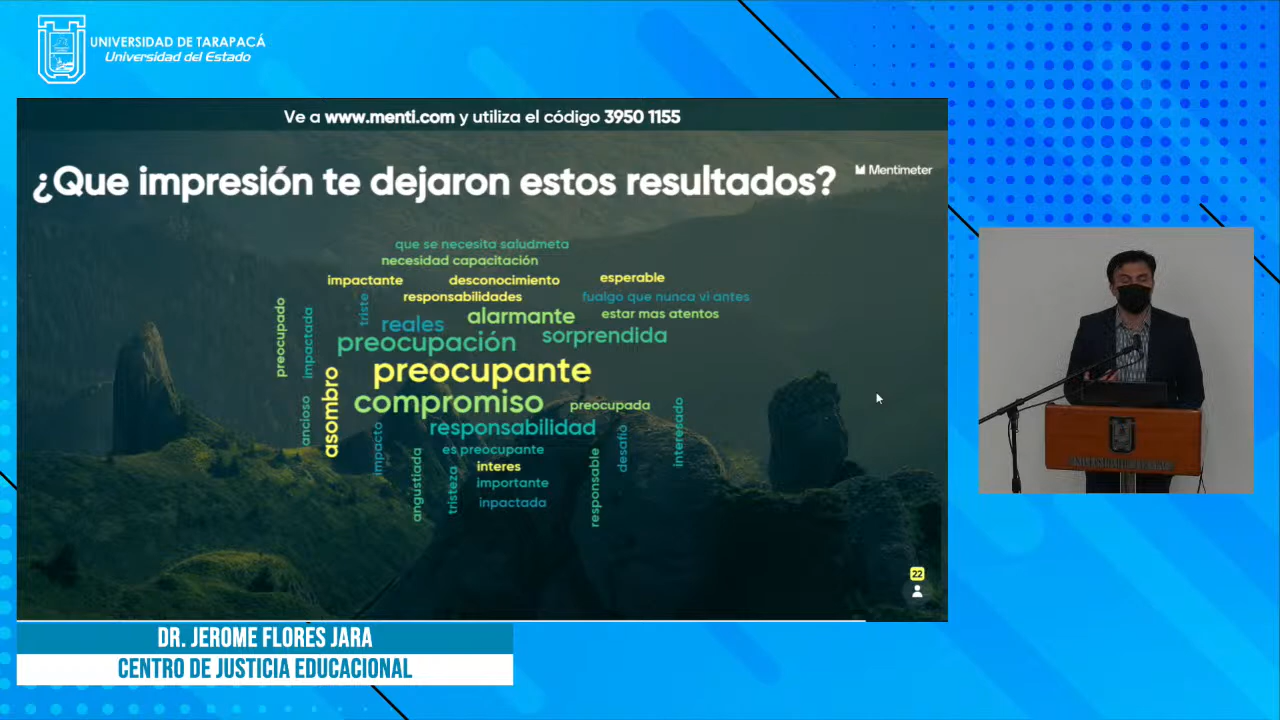 UNIVERSIDAD DE TARAPACÁ
Universidad del Estado
Ve a www.menti.com y utiliza el código 3950 1155
¿Que impresión te dejaron estos resultados?
Mentimeter
que se necesita saludmeta
necesidad capacitación
impactante
desconocimiento
esperable
responsabilidades
fualgo que nunca vi antes
triste
preocupado
impactada
reales
alarmante
estar mas atentos
preocupación
sorprendida
preocupante
asombro
compromiso
preocupada
ancioso
responsabilidad
interesado
impacto
desafió
es preocupante
angustiada
interes
responsable
tristeza
importante
inpactada
22
DR. JEROME FLORES JARA
CENTRO DE JUSTICIA EDUCACIONAL